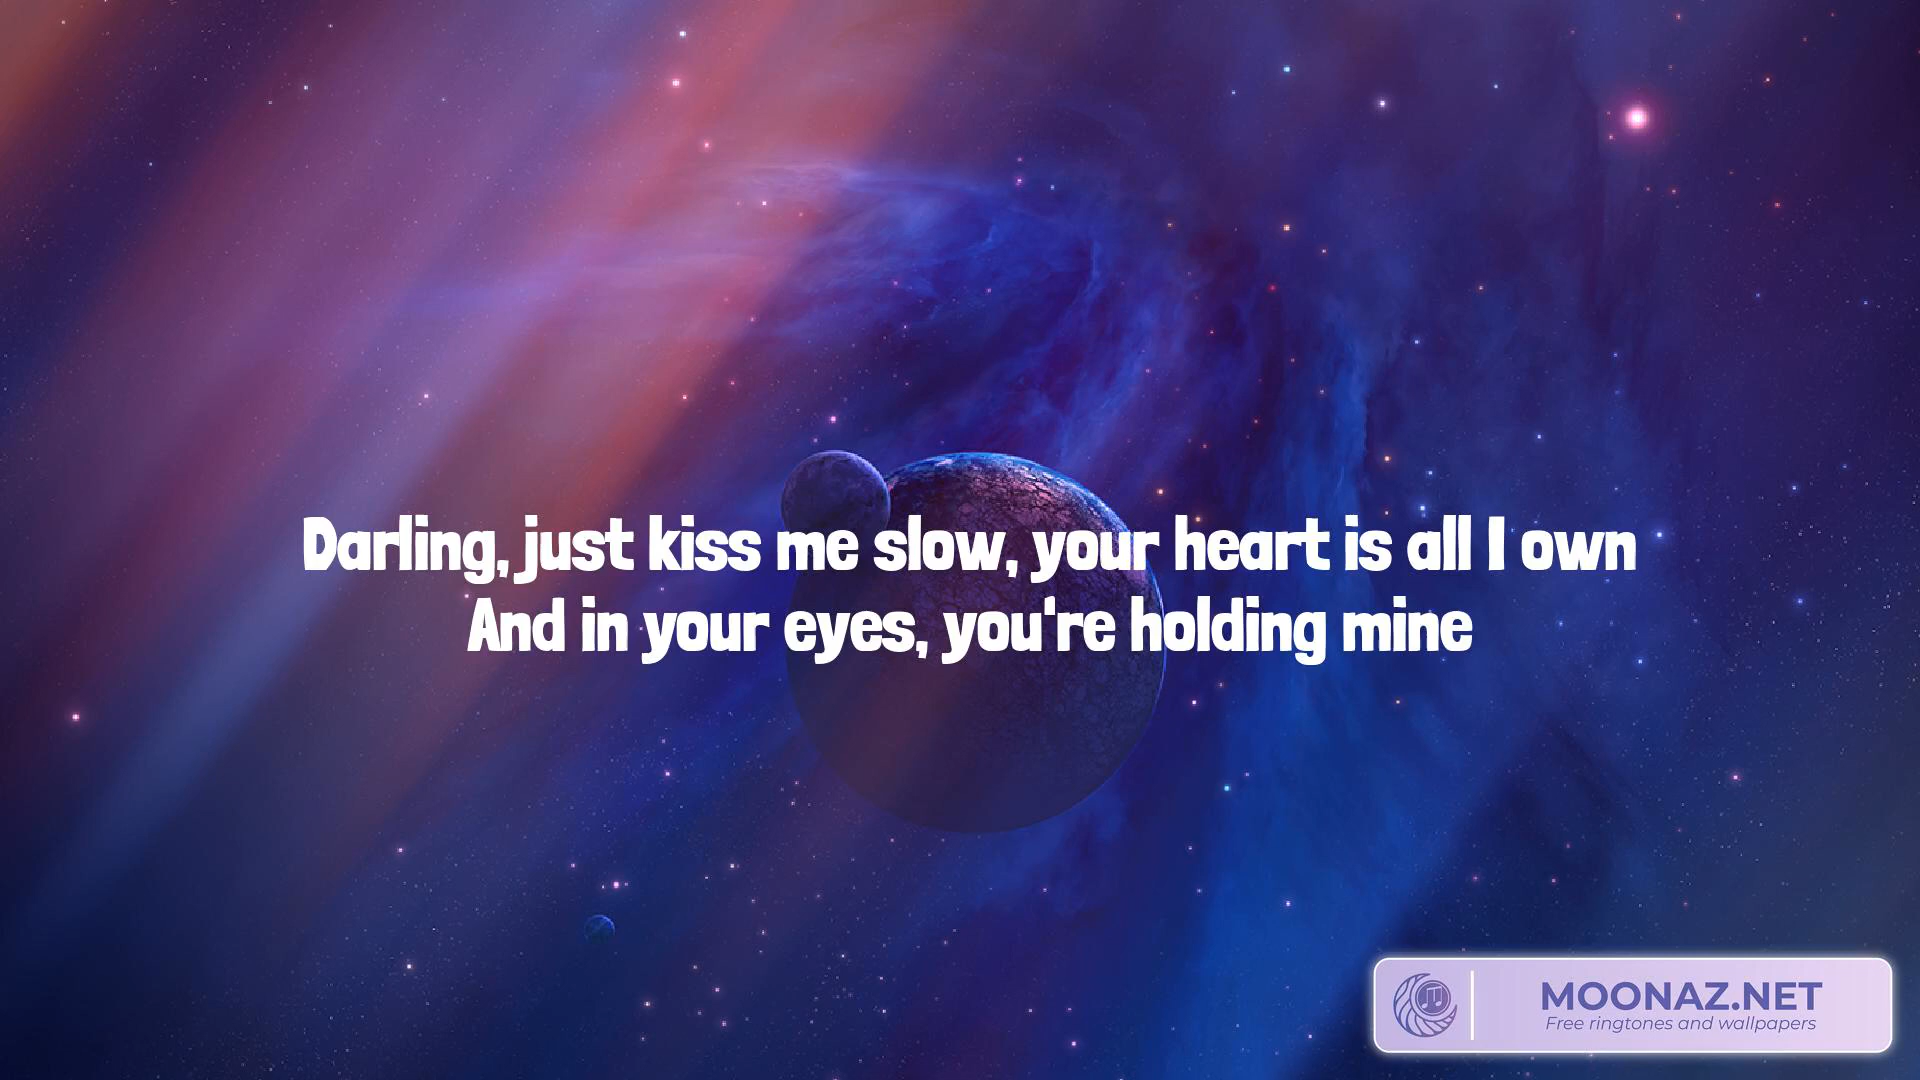 Darling, just kiss me slow, your heart is all I own
And in your eyes, you're holding mine
MOONAZ.NET
Free ringtones and wallpapers